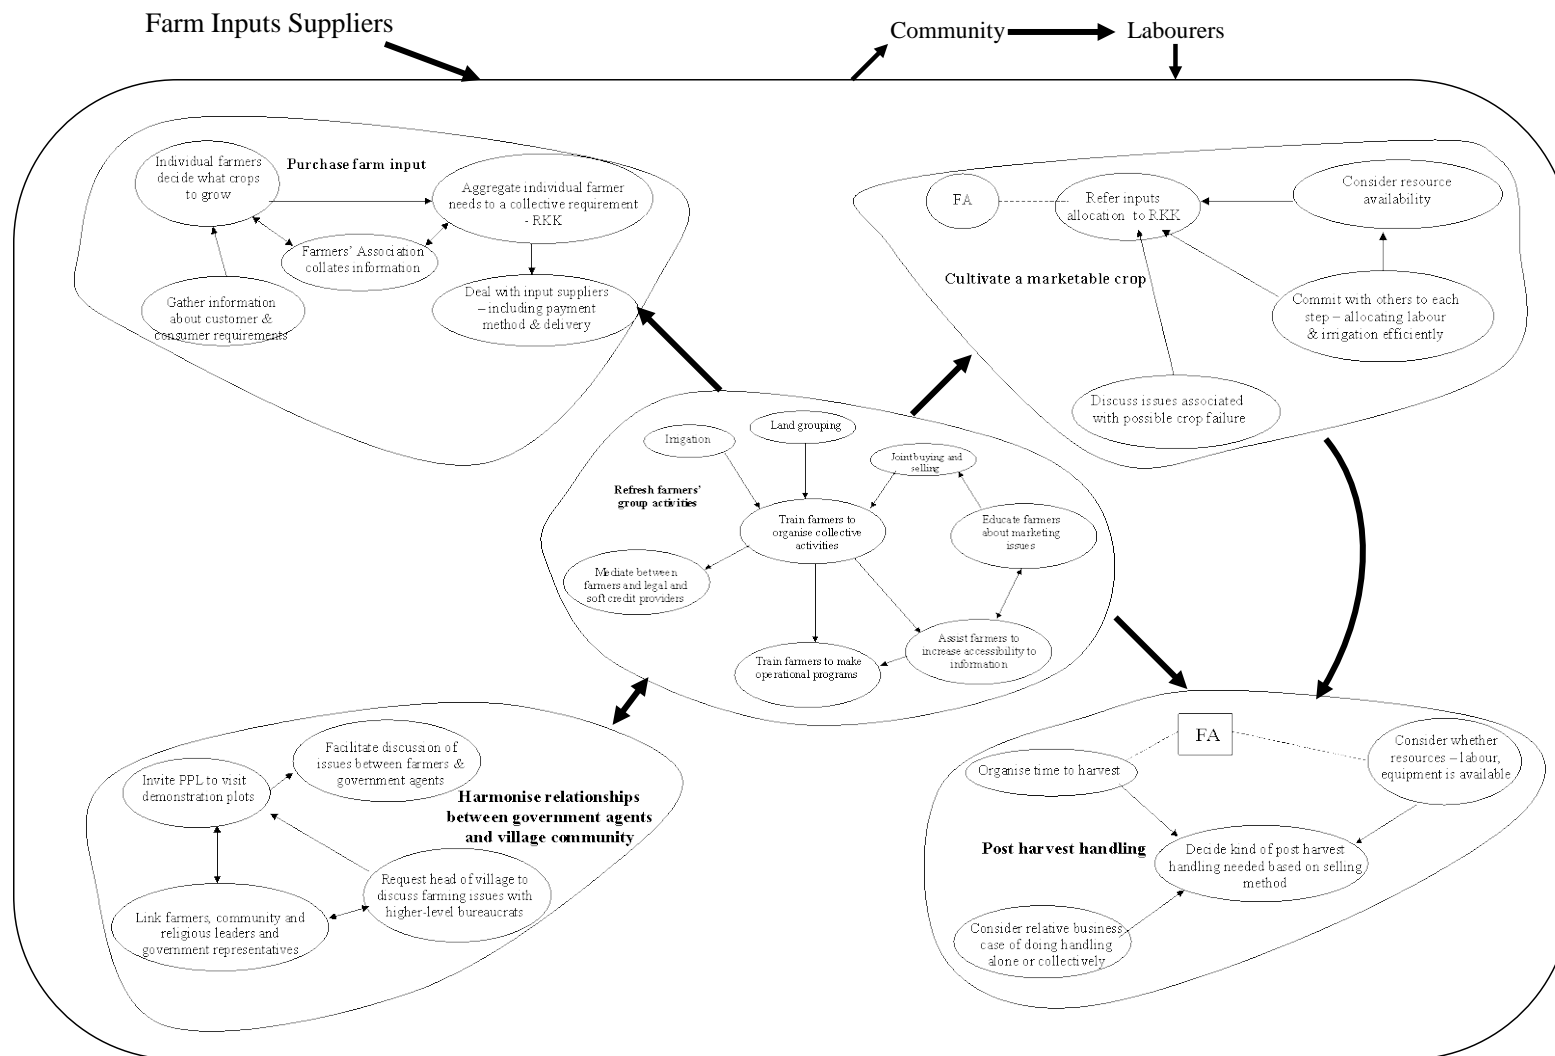 Farm Inputs Suppliers
Community
Labourers
Individual farmers
decide what crops
to grow
Purchase farm input
Aggregate individual farmer
needs to a collective requirement
- RKK
Farmers' Association
collates information
Gather information
about customer &
consumer requirements
Deal with input suppliers
– including payment
method & delivery
FA
Refer inputs
allocation to RKK
Consider resource
availability
Cultivate a marketable crop
Commit with others to each
step – allocating labour
& irrigation efficiently
Discuss issues associated
with possible crop failure
Irrigation
Land grouping
Joint buying and
selling
Refresh farmers'
group activities
Train farmers to
organise collective
activities
Educate farmers
about marketing
issues
Mediate between
farmers and legal and
soft credit providers
Assist farmers to
increase accessibility to
information
Train farmers to make
operational programs
Facilitate discussion of
issues between farmers &
government agents
Invite PPL to visit
demonstration plots
Harmonise relationships
between government agents
and village community
Request head of village to
discuss farming issues with
higher-level bureaucrats
Link farmers, community and
religious leaders and
government representatives
FA
Organise time to harvest
Consider whether
resources – labour,
equipment is available
Post harvest handling
Decide kind of post harvest
handling needed based on selling
method
Consider relative business
case of doing handling
alone or collectively